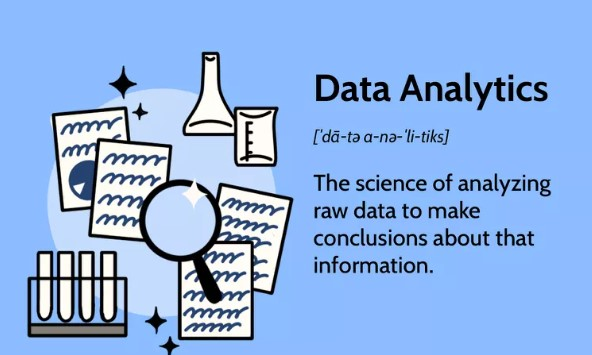 Data Analytics
[ˈdā-tə a-nə-ˈli-tiks]
The science of analyzing
raw data to make
conclusions about that
information.